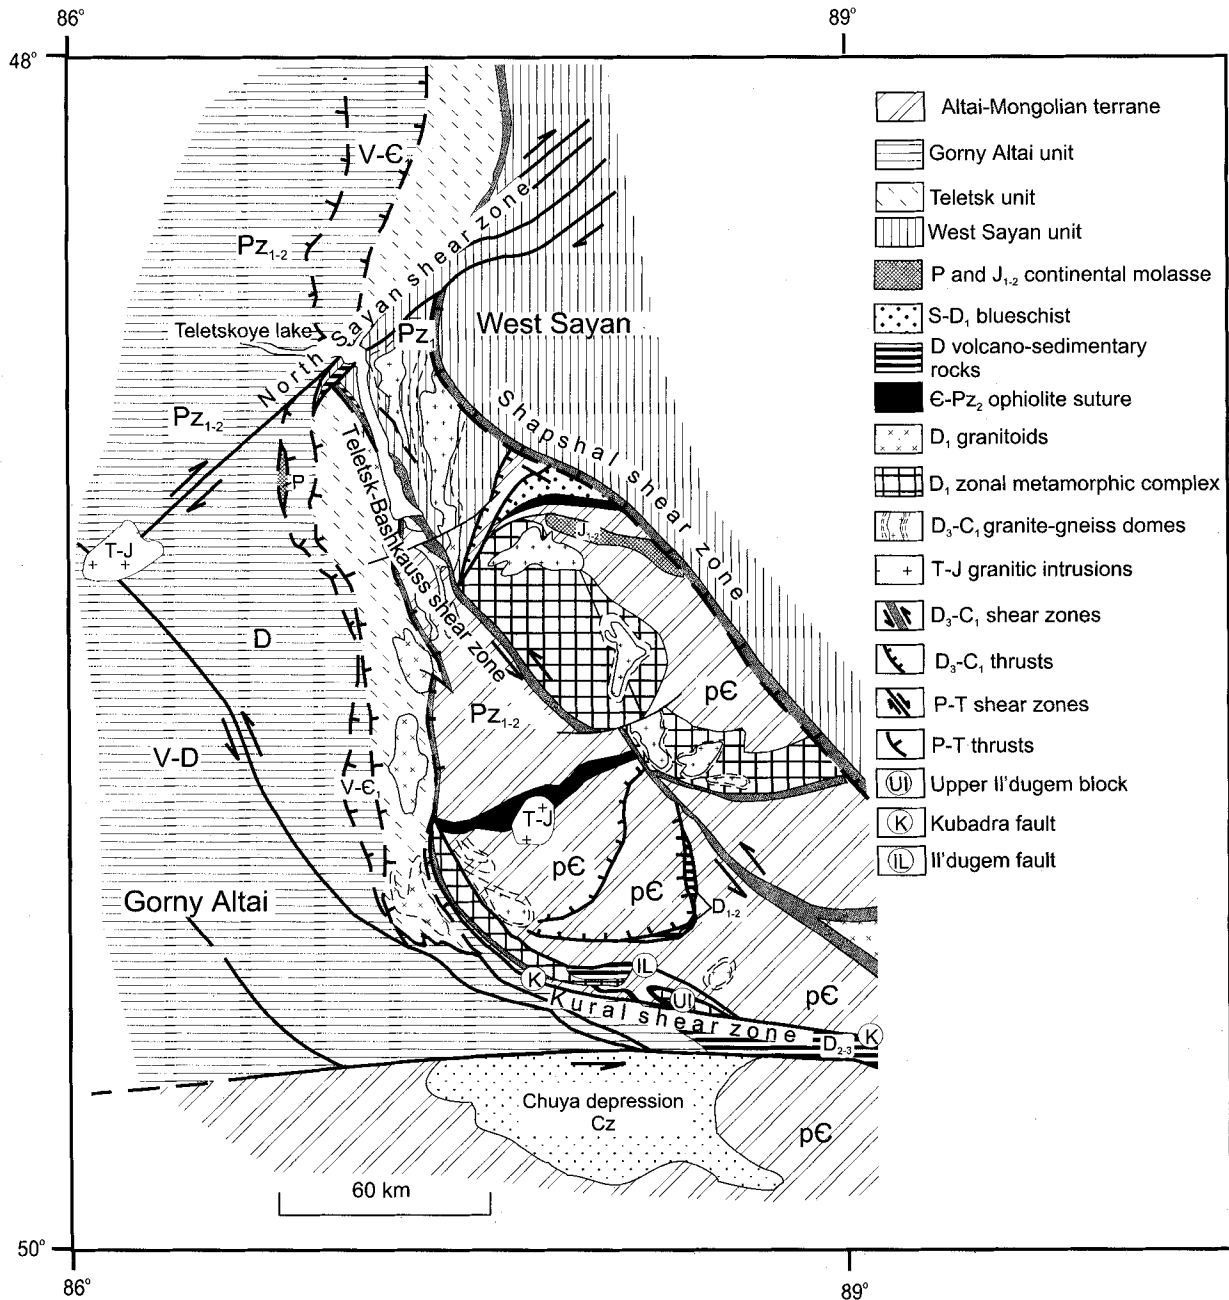 86°
89°
48°
V-Є₁
Pz₁₋₂
North Sayan shear zone
Teletskoye lake
Pz₁
West Sayan
Pz₁₋₂
Shapshal shear zone
Teletsk-Bashkauss shear zone
P
J₁₋₂
T-J
D
pЄ
Pz₁₋₂
V-D
V-Є₁
T-J
pЄ
pЄ
D₁₋₂
Gorny Altai
IL
K
UI
pЄ
Kurai shear zone
D₂₋₃
K
Chuya depression
Cz
pЄ
60 km
50°
86°
89°
Altai-Mongolian terrane
Gorny Altai unit
Teletsk unit
West Sayan unit
P and J₁₋₂ continental molasse
S-D₁ blueschist
D volcano-sedimentary
rocks
Є-Pz₂ ophiolite suture
D₁ granitoids
D₁ zonal metamorphic complex
D₃-C₁ granite-gneiss domes
T-J granitic intrusions
D₃-C₁ shear zones
D₃-C₁ thrusts
P-T shear zones
P-T thrusts
UI Upper Il'dugem block
K Kubadra fault
IL Il'dugem fault